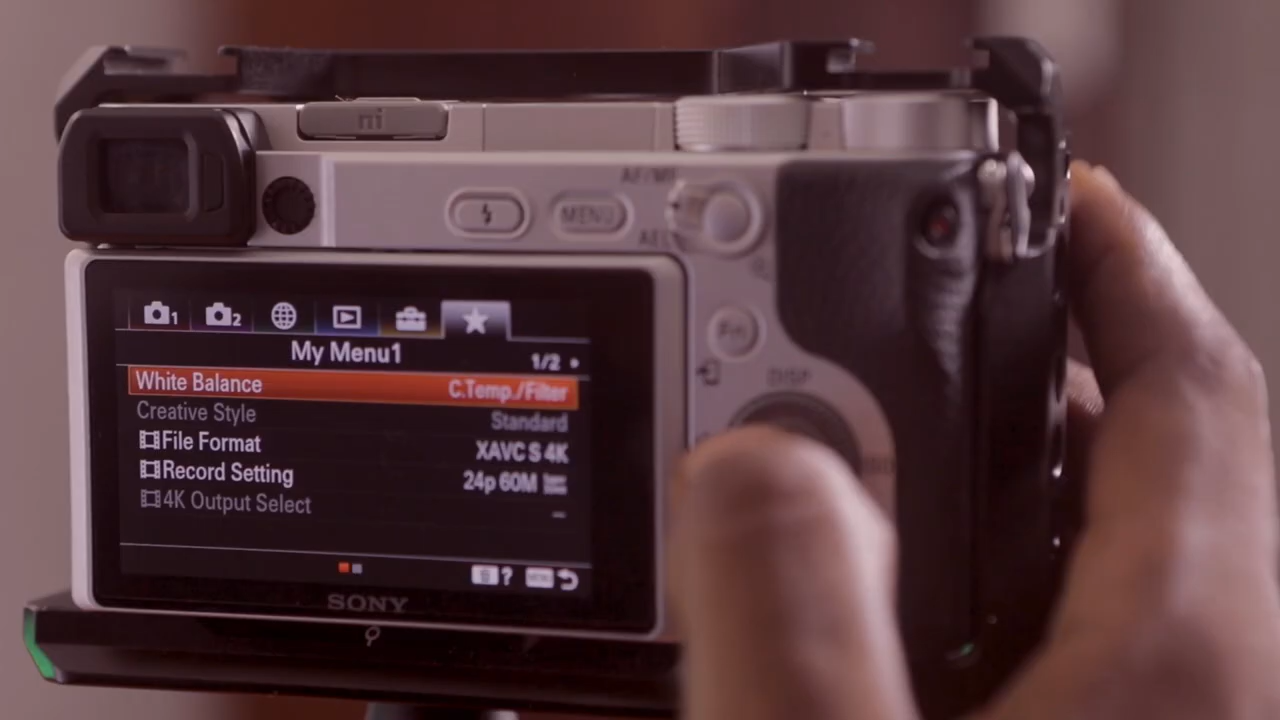 AF/MF
MENU
AEL
1
2
My Menu1
1/2
Fn
White Balance
C.Temp./Filter
DISP
Creative Style
Standard
File Format
XAVC S 4K
Record Setting
24p 60M
4K Output Select
–
?
MENU
SONY